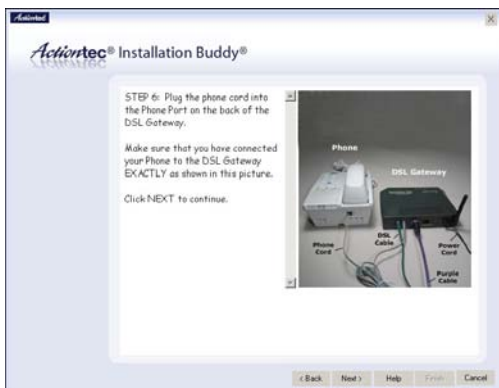 Actiontec
Actiontec® Installation Buddy®
STEP 6: Plug the phone cord into
the Phone Port on the back of the
DSL Gateway.
Make sure that you have connected
your Phone to the DSL Gateway
EXACTLY as shown in this picture.
Click NEXT to continue.
Phone
DSL Gateway
Phone
Cord
DSL
Cable
Power
Cord
Purple
Cable
< Back Next > Help Finish Cancel